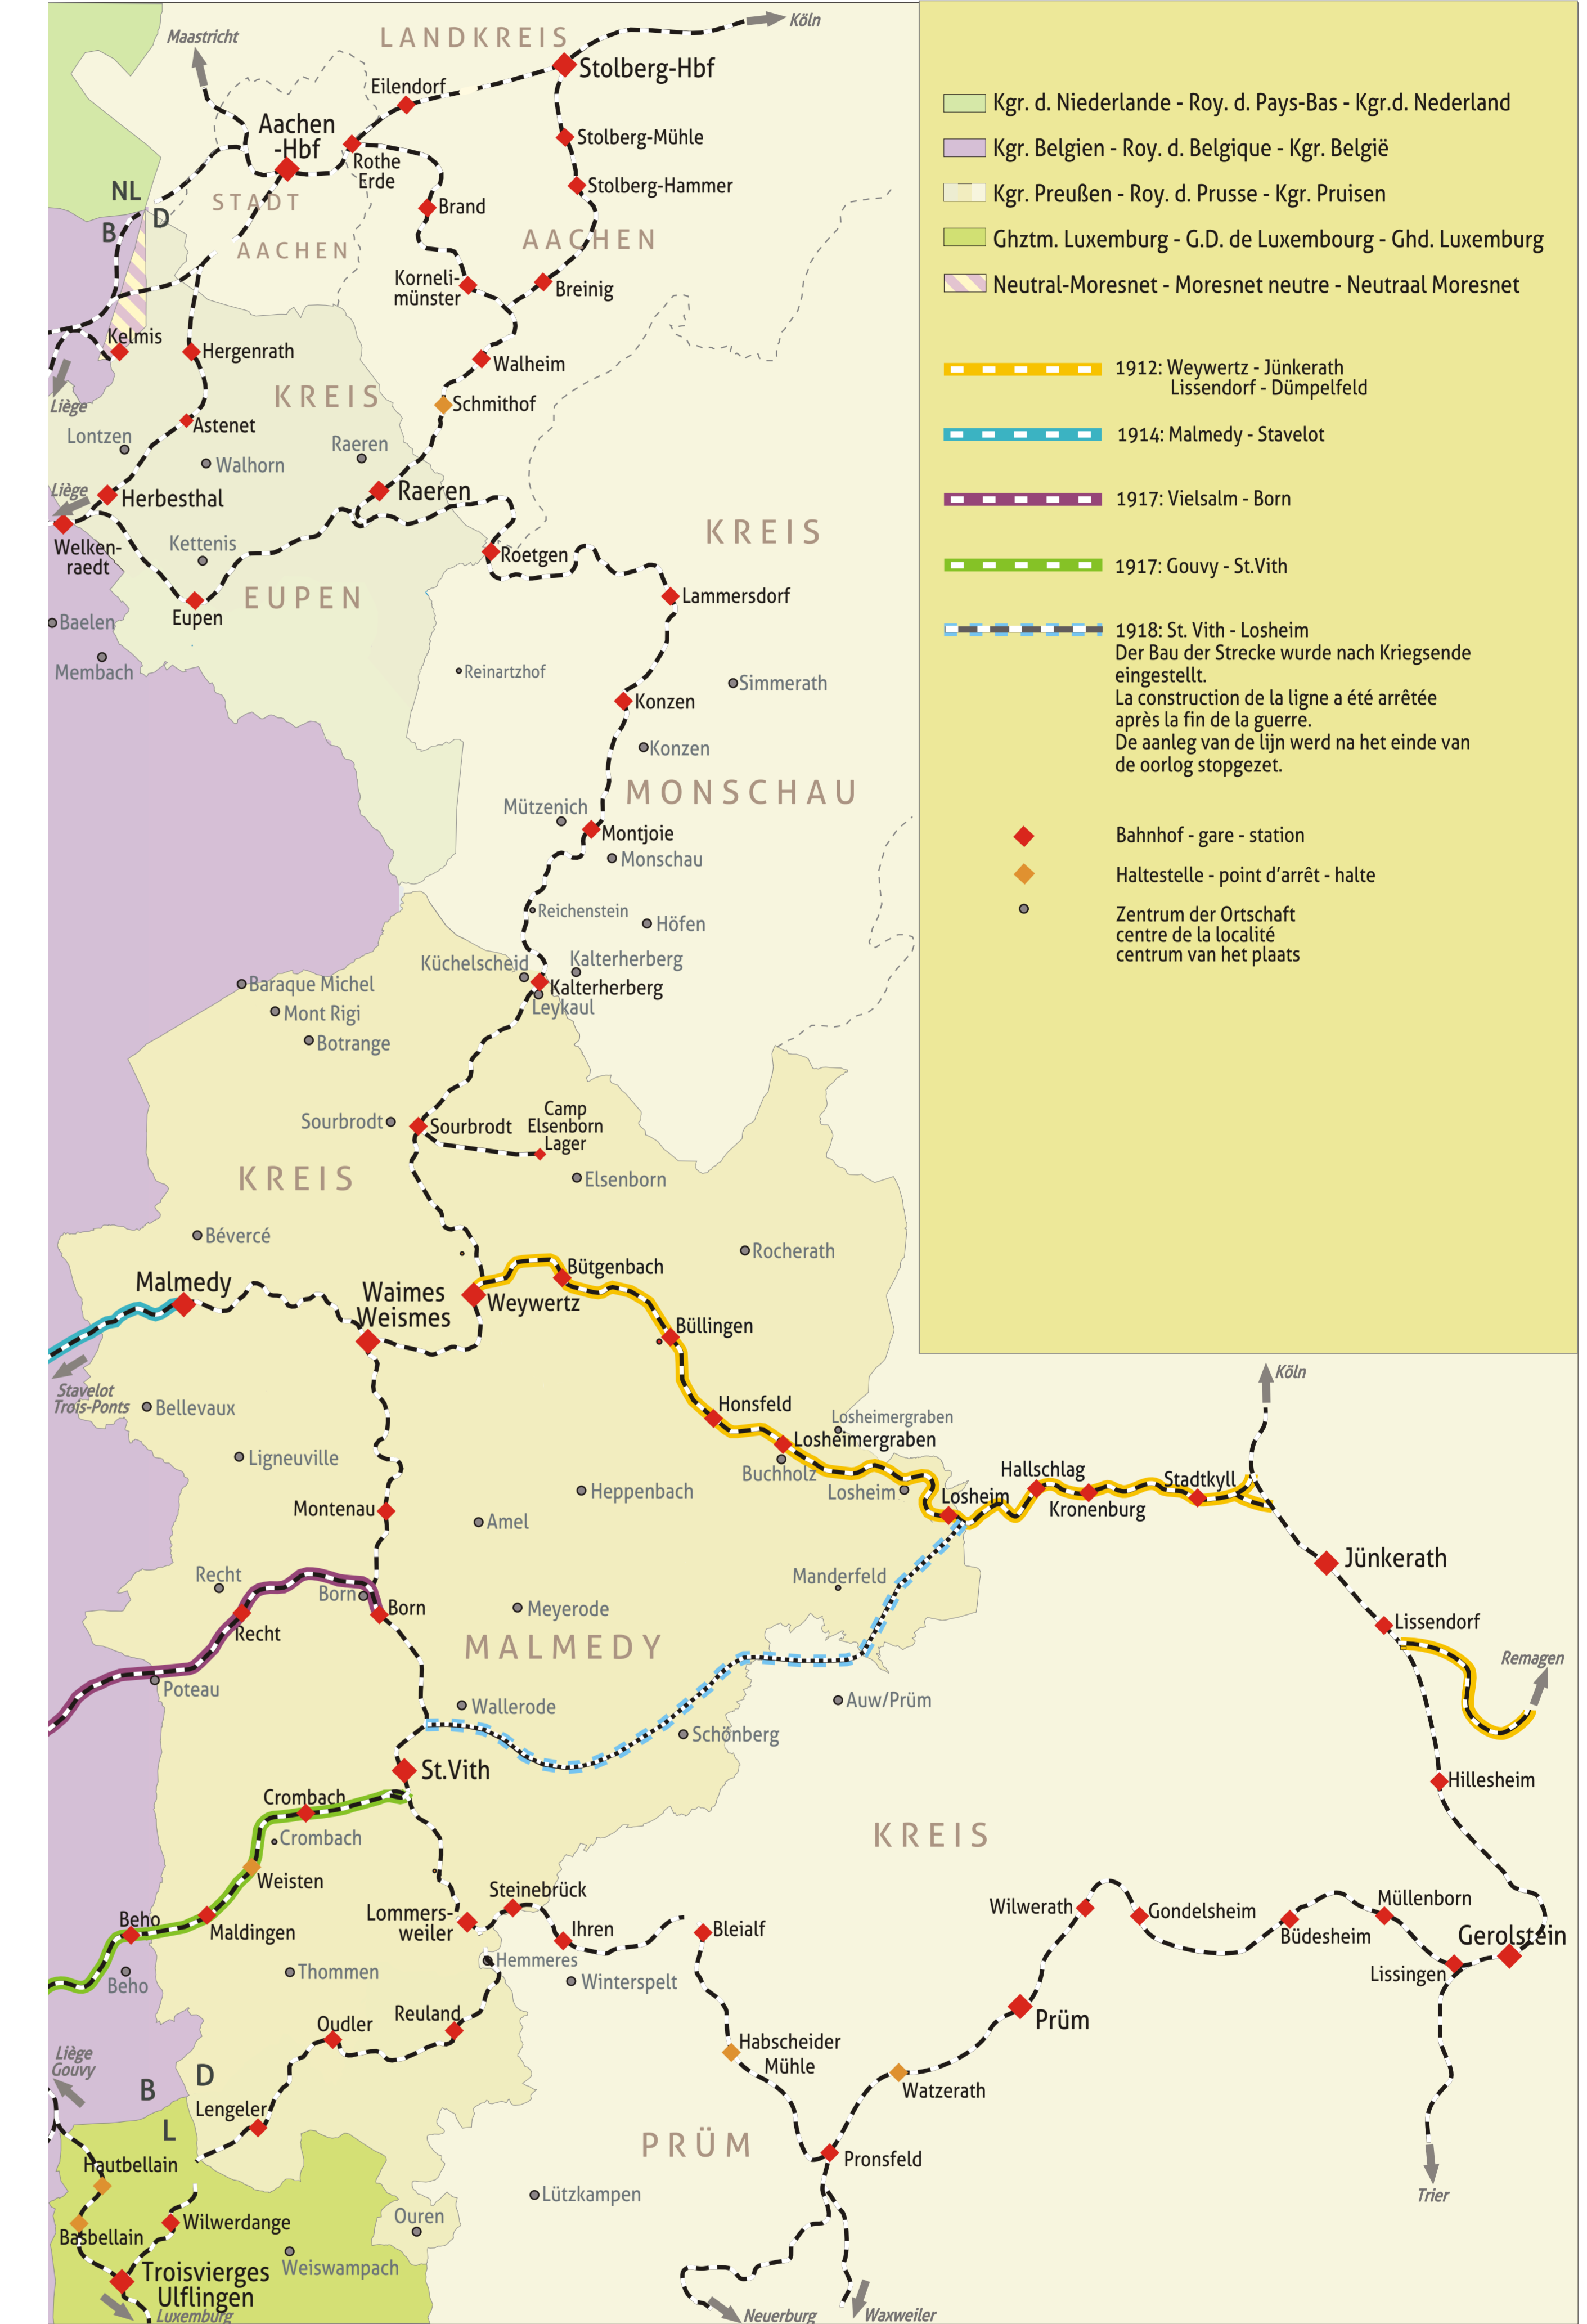 Maastricht
LANDKREIS
Köln
Stolberg-Hbf
Eilendorf
Aachen
-Hbf
Rothe
Erde
Stolberg-Mühle
Stolberg-Hammer
NL
D
B
STADT
AACHEN
Brand
AACHEN
Korneli-
münster
Breinig
Kelmis
Hergenrath
Walheim
Liège
KREIS
Schmithof
Astenet
Lontzen
Raeren
Walhorn
Liège
Herbesthal
Raeren
Welken-
raedt
Kettenis
Roetgen
KREIS
EUPEN
Eupen
Lammersdorf
Baelen
Membach
Reinartzhof
Simmerath
Konzen
Konzen
MONSCHAU
Mützenich
Montjoie
Monschau
Reichenstein
Höfen
Küchelscheid
Kalterherberg
Kalterherberg
Leykaul
Baraque Michel
Mont Rigi
Botrange
Sourbrodt
Sourbrodt
Camp
Elsenborn
Lager
KREIS
Elsenborn
Bévercé
Rocherath
Malmedy
Waimes
Weismes
Bütgenbach
Weywertz
Büllingen
Stavelot
Trois-Ponts
Bellevaux
Honsfeld
Losheimergraben
Losheimergraben
Buchholz
Ligneuville
Heppenbach
Losheim
Losheim
Hallschlag
Kronenburg
Stadtkyll
Köln
Montenau
Amel
Jünkerath
Recht
Born
Manderfeld
Born
Meyerode
Recht
Lissendorf
MALMEDY
Remagen
Poteau
Wallerode
Auw/Prüm
Schönberg
St.Vith
Hillesheim
Crombach
Crombach
KREIS
Weisten
Steinebrück
Lommers-
weiler
Ihren
Bleialf
Wilwerath
Gondelsheim
Müllenborn
Büdesheim
Gerolstein
Lissingen
Beho
Maldingen
Hemmeres
Beho
Thommen
Winterspelt
Reuland
Oudler
Prüm
Habscheider
Mühle
Liège
Gouvy
B
D
L
Watzerath
Lengeler
PRÜM
Pronsfeld
Hautbellain
Lützkampen
Trier
Basbellain
Wilwerdange
Ouren
Weiswampach
Troisvierges
Ulflingen
Luxemburg
Neuerburg
Waxweiler
Kgr. d. Niederlande - Roy. d. Pays-Bas - Kgr.d. Nederland
Kgr. Belgien - Roy. d. Belgique - Kgr. België
Kgr. Preußen - Roy. d. Prusse - Kgr. Pruisen
Ghztm. Luxemburg - G.D. de Luxembourg - Ghd. Luxemburg
Neutral-Moresnet - Moresnet neutre - Neutraal Moresnet
1912: Weywertz - Jünkerath
Lissendorf - Dümpelfeld
1914: Malmedy - Stavelot
1917: Vielsalm - Born
1917: Gouvy - St.Vith
1918: St. Vith - Losheim
Der Bau der Strecke wurde nach Kriegsende
eingestellt.
La construction de la ligne a été arrêtée
après la fin de la guerre.
De aanleg van de lijn werd na het einde van
de oorlog stopgezet.
Bahnhof - gare - station
Haltestelle - point d'arrêt - halte
Zentrum der Ortschaft
centre de la localité
centrum van het plaats